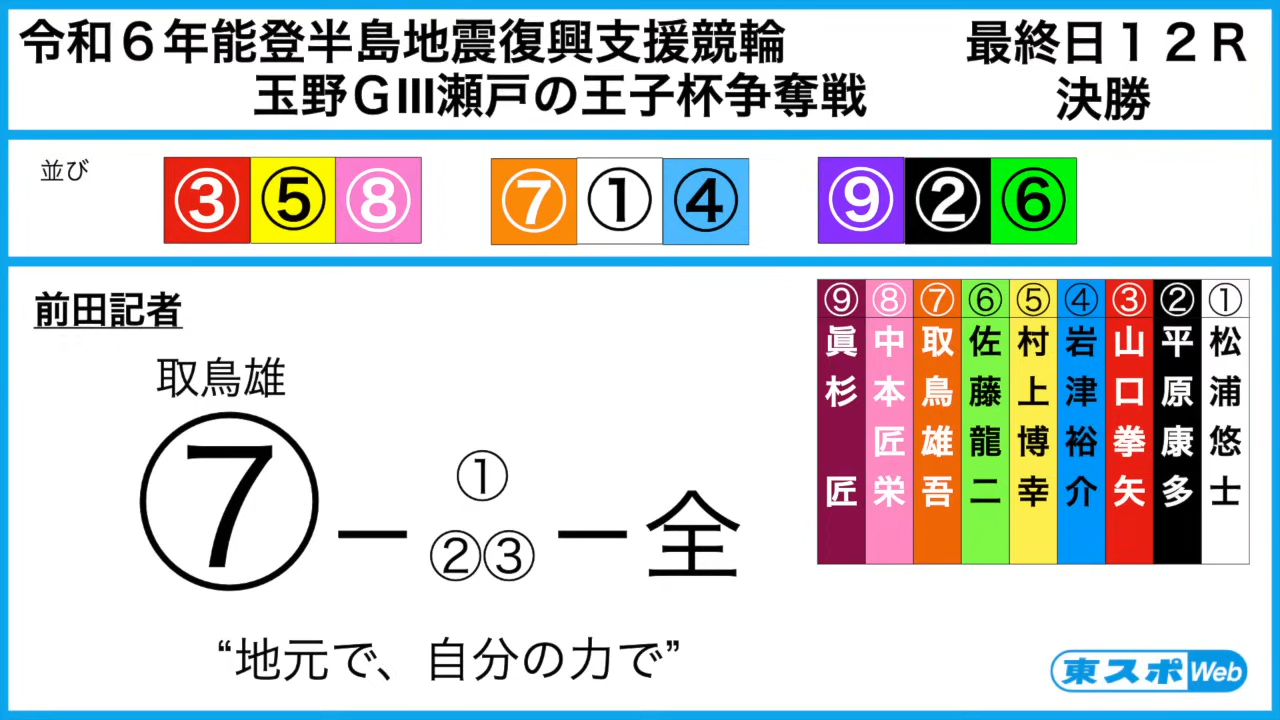 令和６年能登半島地震復興支援競輪
玉野ＧⅢ瀬戸の王子杯争奪戦
最終日１２Ｒ
決勝
並び
③⑤⑧ ⑦①④ ⑨②⑥
前田記者
取鳥雄
⑦－①②③－全
“地元で、自分の力で”
①松浦悠士
②平原康多
③山口拳矢
④岩津裕介
⑤村上博幸
⑥佐藤龍二
⑦取鳥雄吾
⑧中本匠栄
⑨眞杉匠
東スポWeb